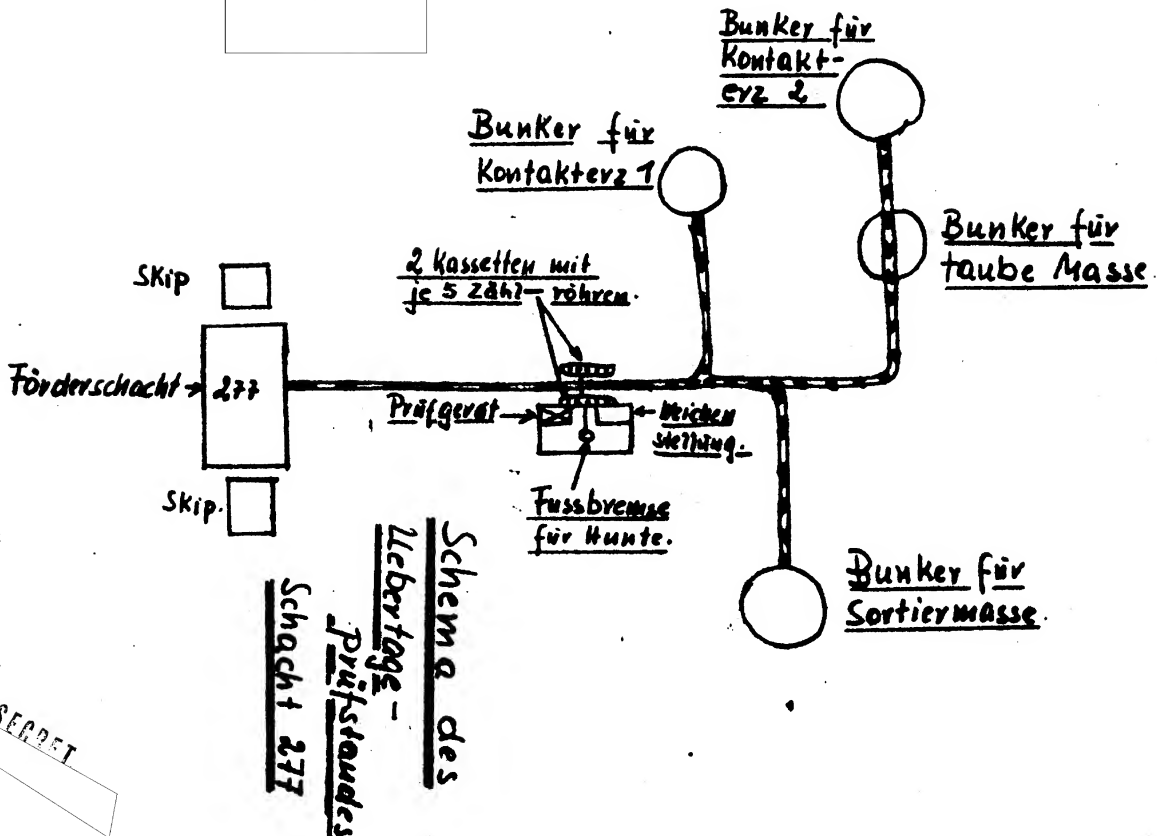 Bunker für
Kontakt-
erz 2
Bunker für
Kontakterz 1
Bunker für
taube Masse.
2 Kassetten mit
je 5 Zähl- röhren.
Skip
Förderschacht
277
Prüfgerät
Weichen
stellung.
Skip.
Fussbremse
für Hunte.
Bunker für
Sortiermasse.
Schema des
Uebertage-
Prüfstandes
Schacht 277
SECRET